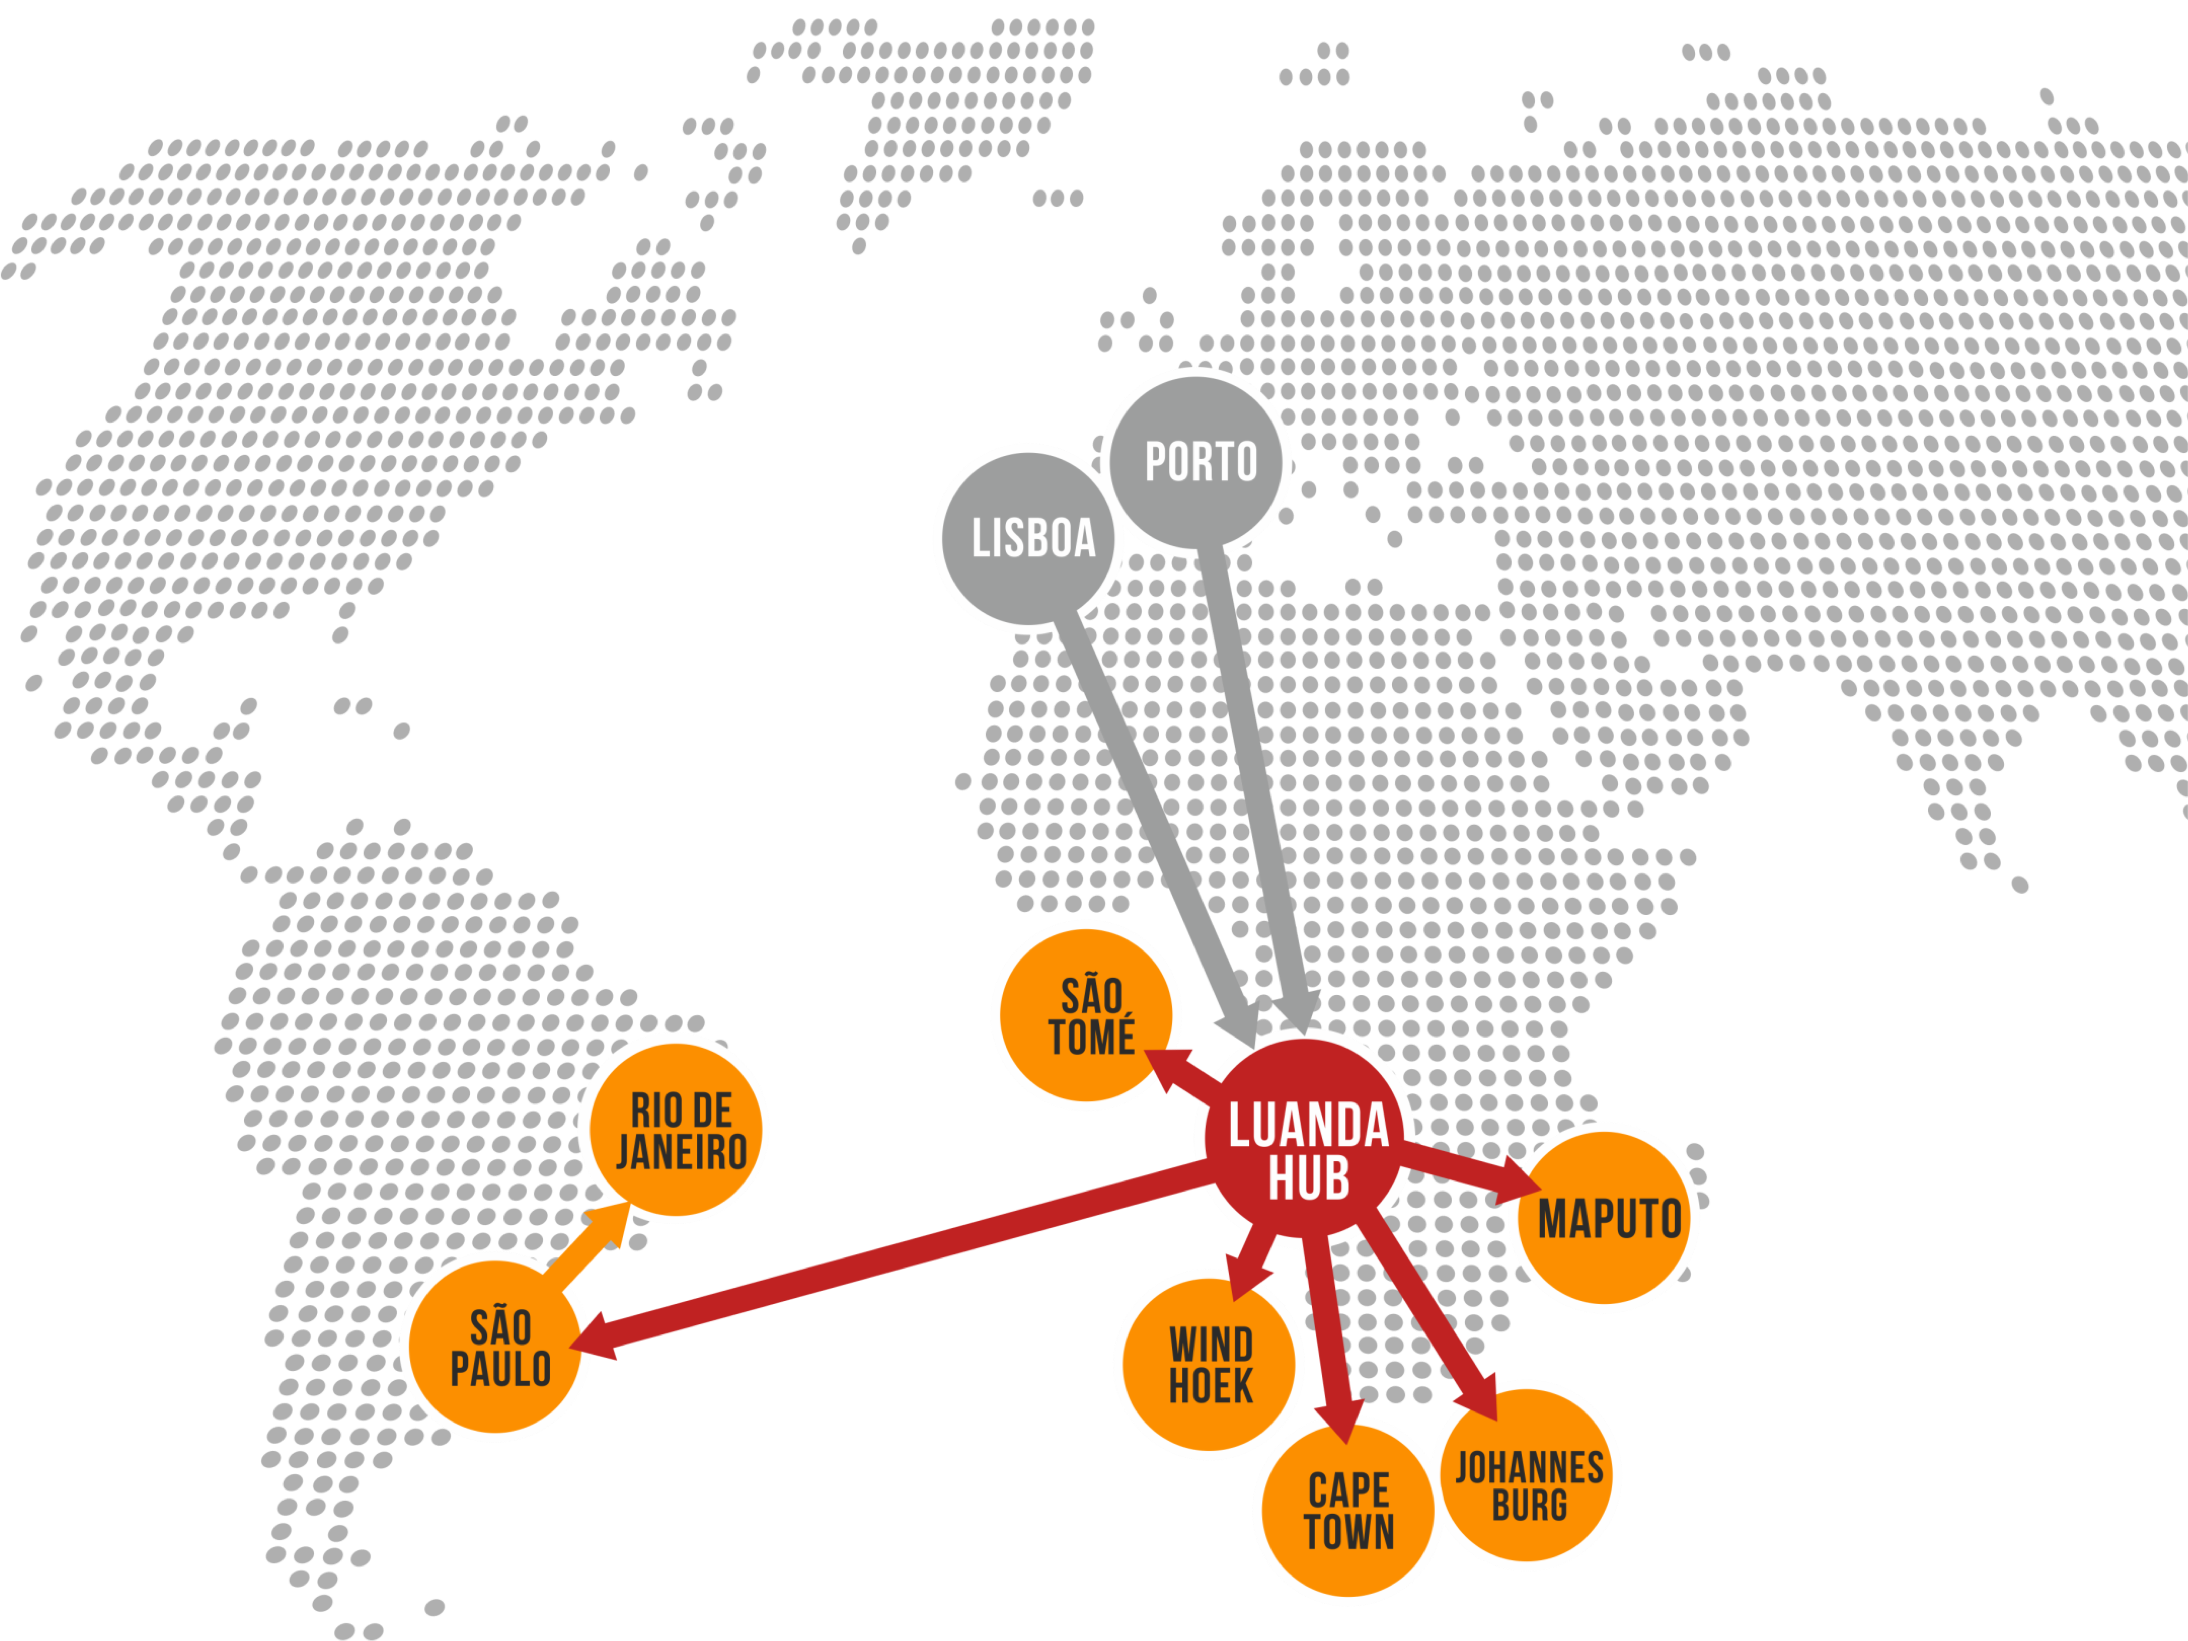 PORTO
LISBOA
SÃO
TOMÉ
RIO DE
JANEIRO
LUANDA
HUB
MAPUTO
SÃO
PAULO
WIND
HOEK
CAPE
TOWN
JOHANNES
BURG